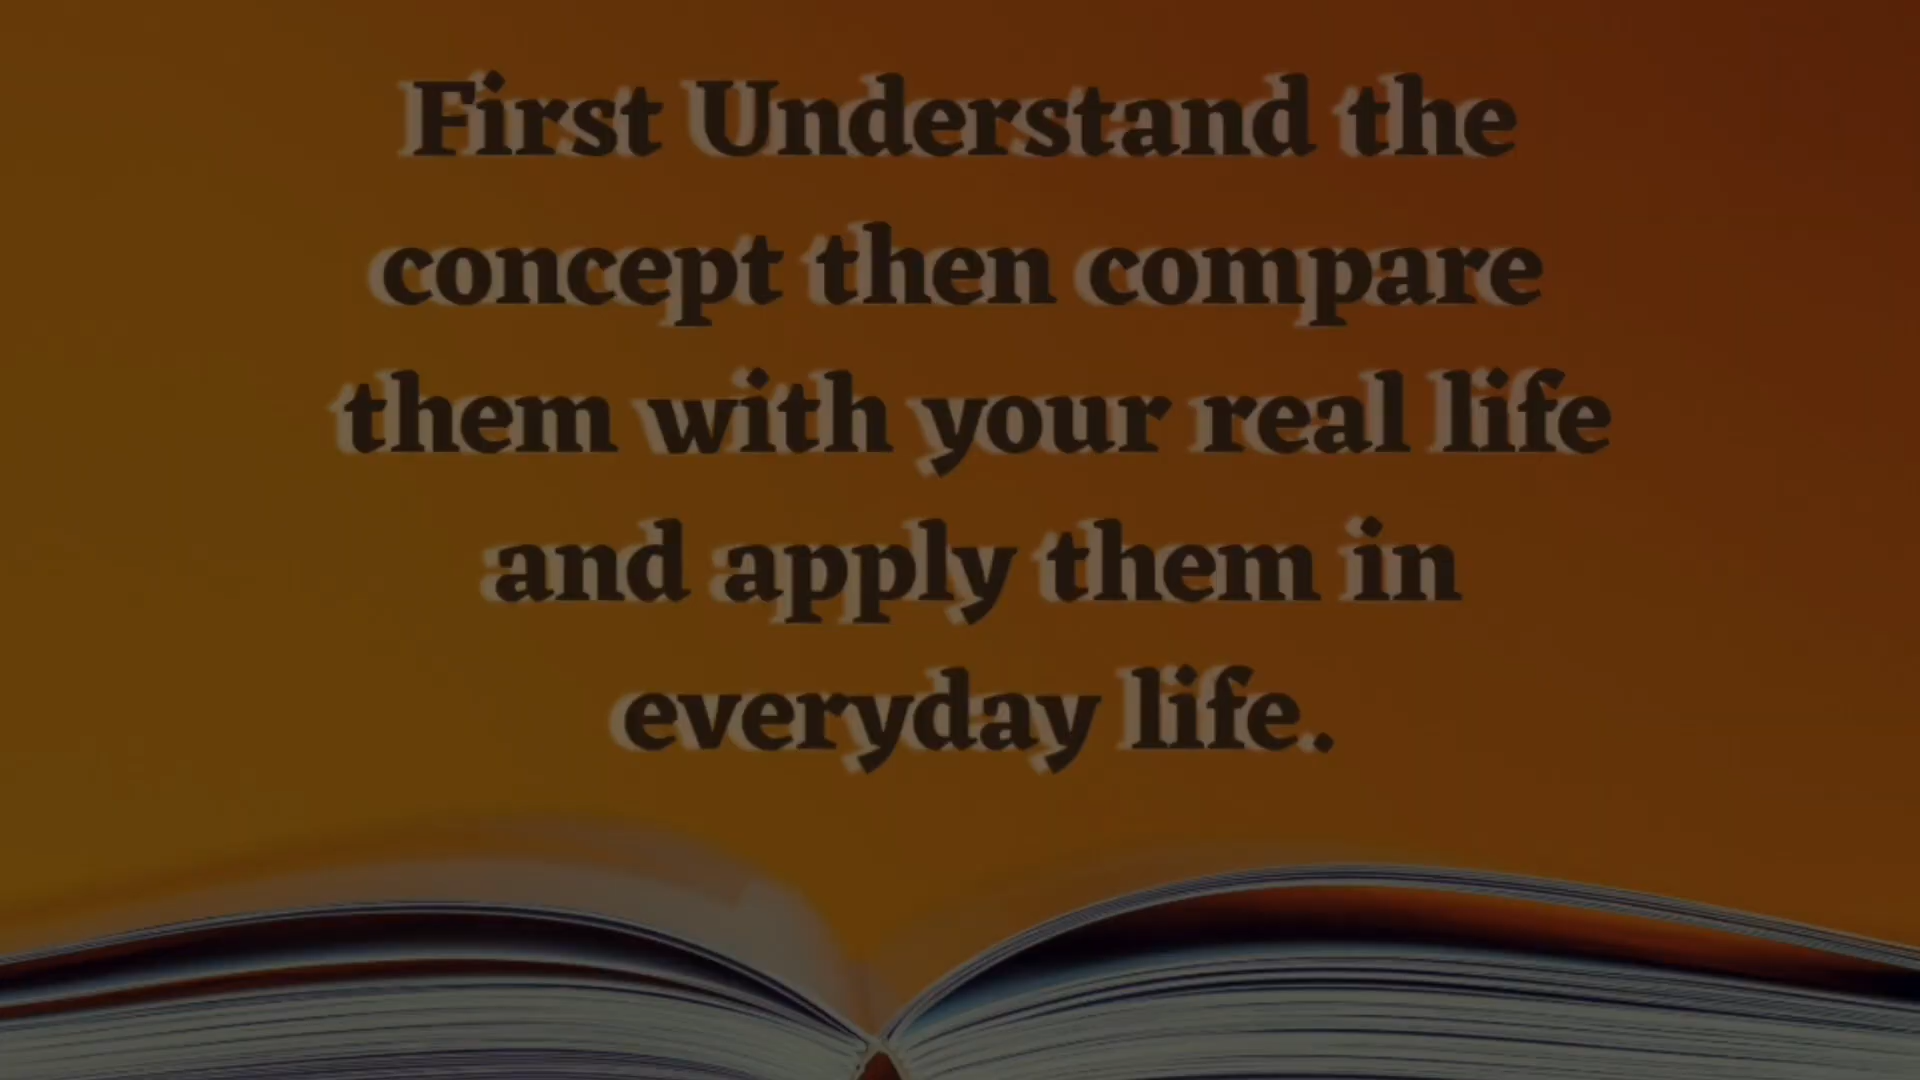 First Understand the
concept then compare
them with your real life
and apply them in
everyday life.